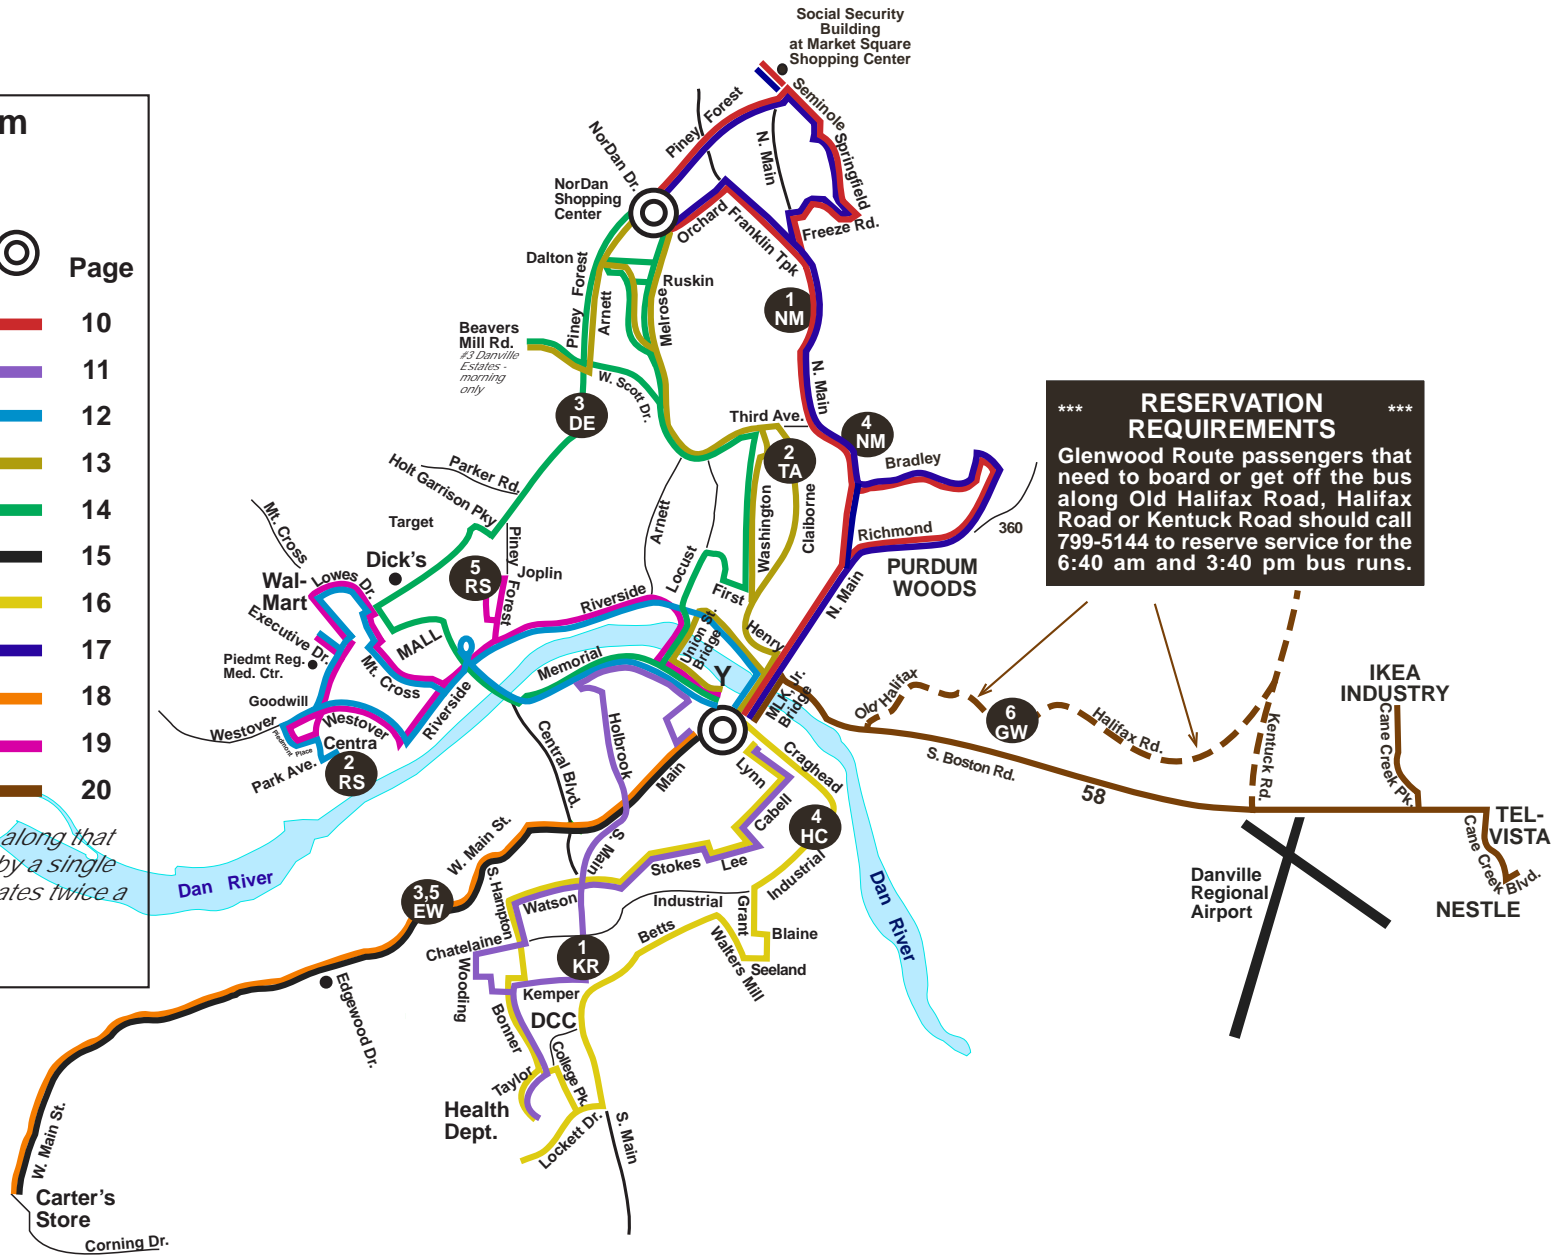 m
Page
10
11
12
13
14
15
16
17
18
19
20
along that
by a single
ates twice a
Social Security
Building
at Market Square
Shopping Center
Seminole
Springfield
Piney Forest
N. Main
NorDan Dr.
NorDan
Shopping
Center
Orchard
Franklin Tpk
Freeze Rd.
Dalton
Ruskin
Piney Forest
Arnett
Melrose
1
NM
Beavers
Mill Rd.
#3 Danville
Estates -
morning
only
W. Scott Dr.
N. Main
3
DE
Third Ave.
4
NM
2
TA
Bradley
Richmond
360
PURDUM
WOODS
*** RESERVATION ***
REQUIREMENTS
Glenwood Route passengers that
need to board or get off the bus
along Old Halifax Road, Halifax
Road or Kentuck Road should call
799-5144 to reserve service for the
6:40 am and 3:40 pm bus runs.
Parker Rd.
Holt Garrison Pky
Target
Mt. Cross
Dick's
Piney
Forest
Joplin
5
RS
Arnett
Washington
Claiborne
Locust
First
Wal-
Mart
Lowes Dr.
Riverside
N. Main
Executive Dr.
MALL
Union St.
Bridge
Henry
Piedmt Reg.
Med. Ctr.
Mt. Cross
Memorial
Y
MLK, Jr.
Bridge
Old Halifax
Goodwill
Westover
Westover
Piedmont Place
Centra
Riverside
Park Ave.
2
RS
Central Blvd.
Holbrook
Main
Lynn
Craghead
Cabell
S. Boston Rd.
6
GW
Halifax Rd.
Kentuck Rd.
58
IKEA
INDUSTRY
Cane Creek Pk.
TEL-
VISTA
Cane Creek Blvd.
NESTLE
Danville
Regional
Airport
Dan River
Dan River
W. Main St.
S. Main
Stokes
Lee
4
HC
Industrial
3,5
EW
S. Hampton
Watson
Industrial
Grant
Blaine
Betts
Walters Mill
Seeland
Chatelaine
Wooding
1
KR
Kemper
Edgewood Dr.
Bonner
DCC
College Pk.
Taylor
Health
Dept.
Lockett Dr.
S. Main
W. Main St.
Carter's
Store
Corning Dr.